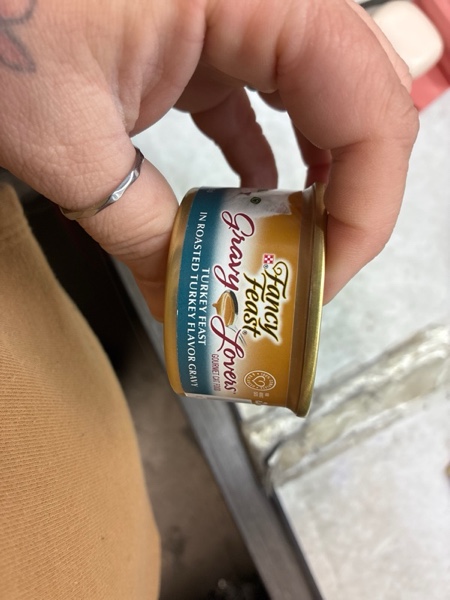 Fancy
Feast
Gravy
Lovers
GOURMET CAT FOOD
TURKEY FEAST
IN ROASTED TURKEY FLAVOR GRAVY